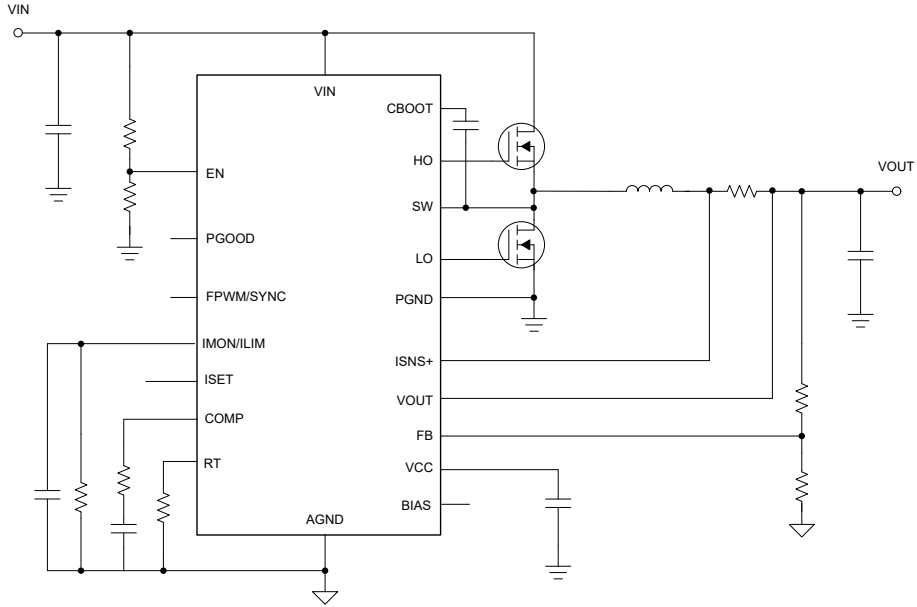 VIN
VIN
CBOOT
HO
EN
VOUT
SW
PGOOD
LO
FPWM/SYNC
PGND
IMON/ILIM
ISNS+
ISET
VOUT
COMP
FB
RT
VCC
BIAS
AGND